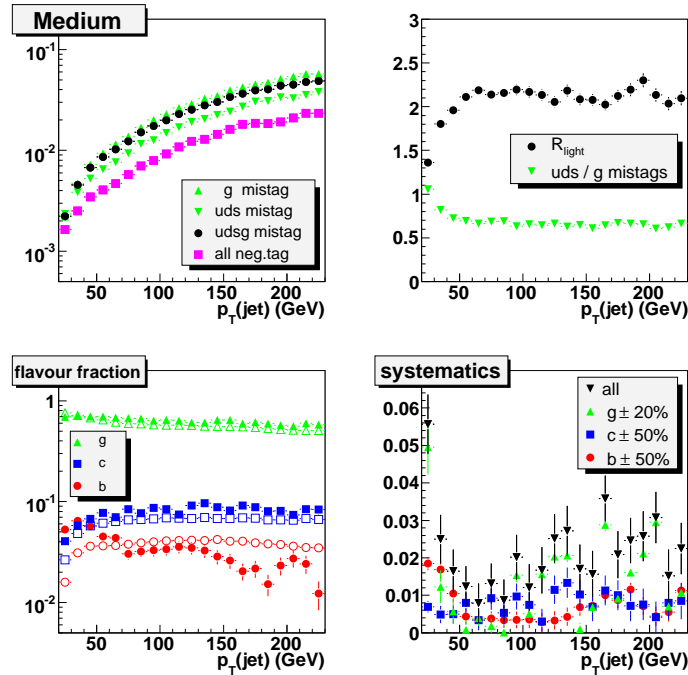 Medium
10⁻¹
10⁻²
10⁻³
g mistag
uds mistag
udsg mistag
all neg.tag
50 100 150 200
p_T(jet) (GeV)
3
2.5
2
1.5
1
0.5
0
R_light
uds / g mistags
50 100 150 200
p_T(jet) (GeV)
flavour fraction
1
10⁻¹
10⁻²
g
c
b
50 100 150 200
p_T(jet) (GeV)
systematics
0.06
0.05
0.04
0.03
0.02
0.01
0
all
g ± 20%
c ± 50%
b ± 50%
50 100 150 200
p_T(jet) (GeV)